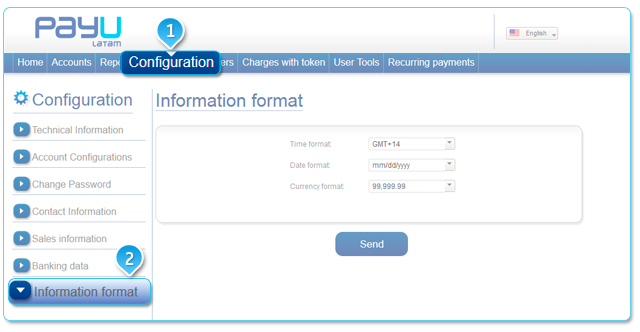 PayU
LATAM
1
English
Home Accounts Repo Configuration ers Charges with token User Tools Recurring payments
Configuration
Technical Information
Account Configurations
Change Password
Contact Information
Sales information
Banking data
2
Information format
Information format
Time format: GMT+14
Date format: mm/dd/yyyy
Currency format: 99,999.99
Send